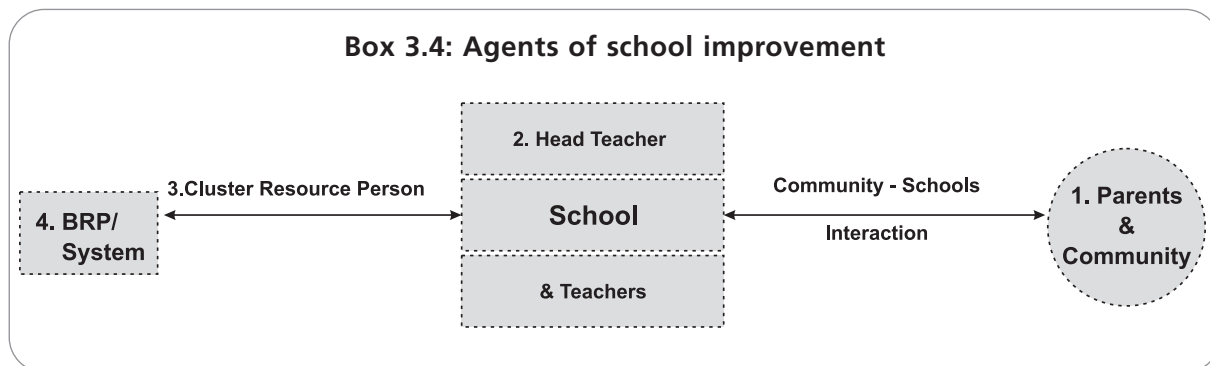 Box 3.4: Agents of school improvement
2. Head Teacher
3.Cluster Resource Person
Community - Schools
1. Parents
&
Community
4. BRP/
System
School
Interaction
& Teachers